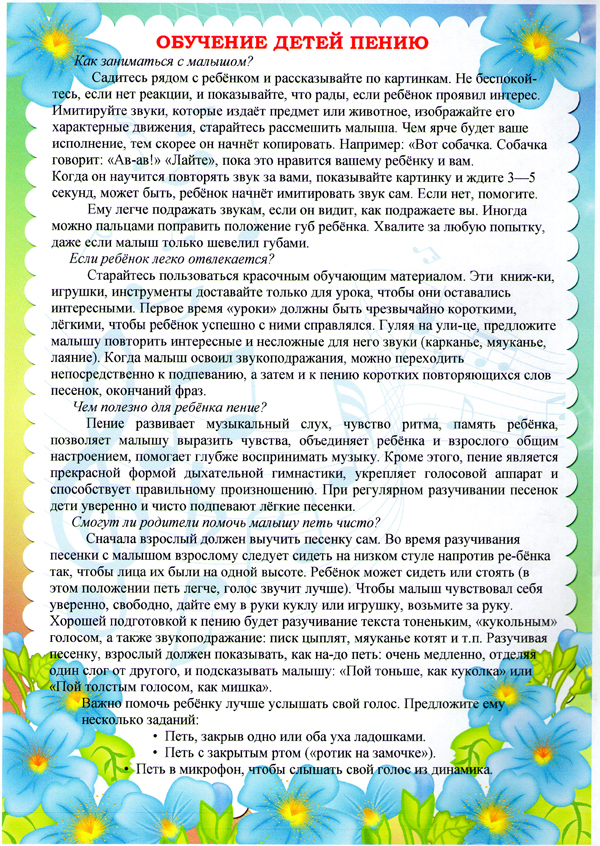 ОБУЧЕНИЕ ДЕТЕЙ ПЕНИЮ
Как заниматься с малышом?
Садитесь рядом с ребёнком и рассказывайте по картинкам. Не беспокой-
тесь, если нет реакции, и показывайте, что рады, если ребёнок проявил интерес.
Имитируйте звуки, которые издаёт предмет или животное, изображайте его
характерные движения, старайтесь рассмешить малыша. Чем ярче будет ваше
исполнение, тем скорее он начнёт копировать. Например: «Вот собачка. Собачка
говорит: «Ав-ав!» «Лайте», пока это нравится вашему ребёнку и вам.
Когда он научится повторять звук за вами, показывайте картинку и ждите 3—5
секунд, может быть, ребёнок начнёт имитировать звук сам. Если нет, помогите.
Ему легче подражать звукам, если он видит, как подражаете вы. Иногда
можно пальцами поправить положение губ ребёнка. Хвалите за любую попытку,
даже если малыш только шевелил губами.
Если ребёнок легко отвлекается?
Старайтесь пользоваться красочным обучающим материалом. Эти книж-ки,
игрушки, инструменты доставайте только для урока, чтобы они оставались
интересными. Первое время «уроки» должны быть чрезвычайно короткими,
лёгкими, чтобы ребёнок успешно с ними справлялся. Гуляя на ули-це, предложите
малышу повторить интересные и несложные для него звуки (карканье, мяуканье,
лаяние). Когда малыш освоил звукоподражания, можно переходить
непосредственно к подпеванию, а затем и к пению коротких повторяющихся слов
песенок, окончаний фраз.
Чем полезно для ребёнка пение?
Пение развивает музыкальный слух, чувство ритма, память ребёнка,
позволяет малышу выразить чувства, объединяет ребёнка и взрослого общим
настроением, помогает глубже воспринимать музыку. Кроме этого, пение является
прекрасной формой дыхательной гимнастики, укрепляет голосовой аппарат и
способствует правильному произношению. При регулярном разучивании песенок
дети уверенно и чисто подпевают лёгкие песенки.
Смогут ли родители помочь малышу петь чисто?
Сначала взрослый должен выучить песенку сам. Во время разучивания
песенки с малышом взрослому следует сидеть на низком стуле напротив ре-бёнка
так, чтобы лица их были на одной высоте. Ребёнок может сидеть или стоять (в
этом положении петь легче, голос звучит лучше). Чтобы малыш чувствовал себя
уверенно, свободно, дайте ему в руки куклу или игрушку, возьмите за руку.
Хорошей подготовкой к пению будет разучивание текста тоненьким, «кукольным»
голосом, а также звукоподражание: писк цыплят, мяуканье котят и т.п. Разучивая
песенку, взрослый должен показывать, как на-до петь: очень медленно, отделяя
один слог от другого, и подсказывать малышу: «Пой тоньше, как куколка» или
«Пой толстым голосом, как мишка».
Важно помочь ребёнку лучше услышать свой голос. Предложите ему
несколько заданий:
• Петь, закрыв одно или оба уха ладошками.
• Петь с закрытым ртом («ротик на замочке»).
• Петь в микрофон, чтобы слышать свой голос из динамика.